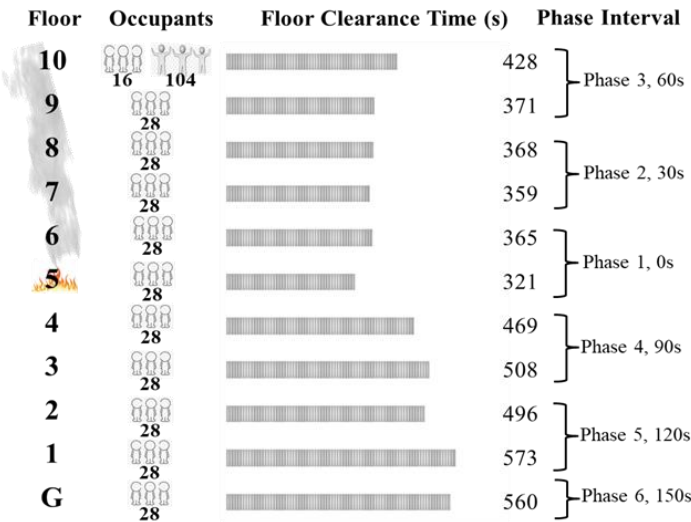 Floor Occupants Floor Clearance Time (s) Phase Interval
10 16 104 428
Phase 3, 60s
9 28 371
8 28 368
Phase 2, 30s
7 28 359
6 28 365
Phase 1, 0s
5 28 321
4 28 469
Phase 4, 90s
3 28 508
2 28 496
Phase 5, 120s
1 28 573
G 28 560 Phase 6, 150s